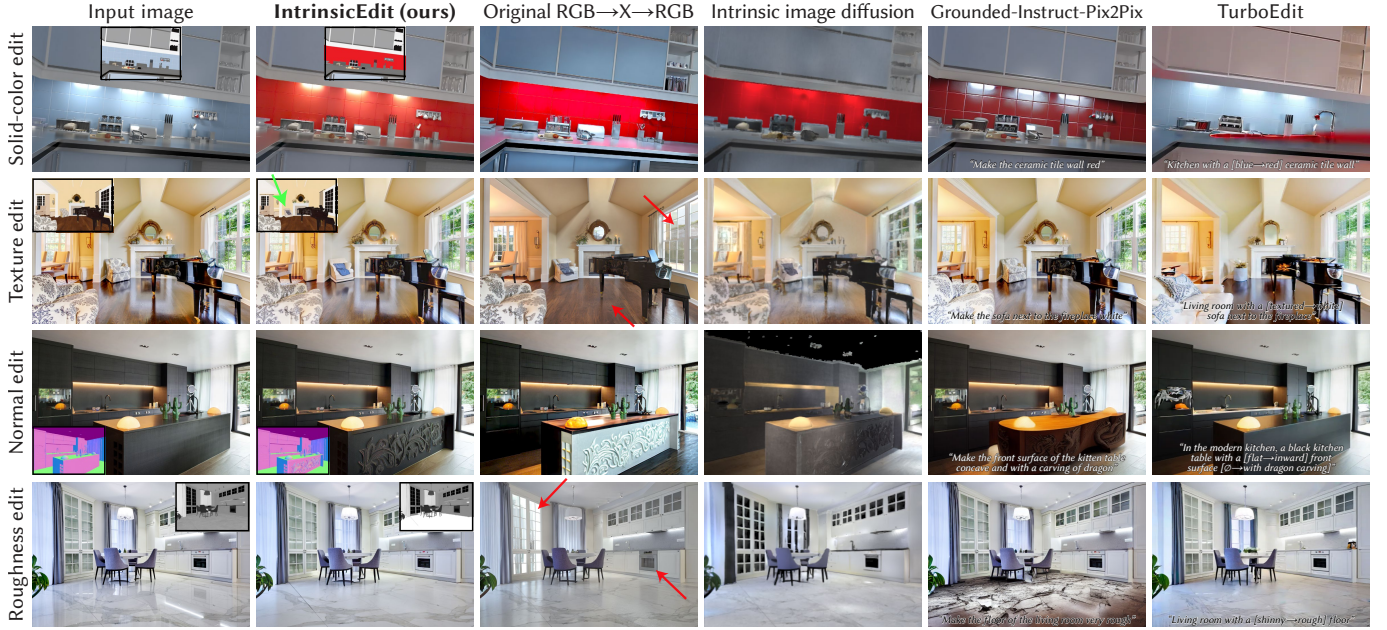 Input image
IntrinsicEdit (ours)
Original RGB→X→RGB
Intrinsic image diffusion
Grounded-Instruct-Pix2Pix
TurboEdit
Solid-color edit
"Make the ceramic tile wall red"
"Kitchen with a [blue→red] ceramic tile wall"
Texture edit
"Make the sofa next to the fireplace white"
"Living room with a [textured→white]
sofa next to the fireplace"
Normal edit
"Make the front surface of the kitten table
concave and with a carving of dragon"
"In the modern kitchen, a black kitchen
table with a [flat→inward] front
surface [∅→with dragon carving]"
Roughness edit
"Make the floor of the living room very rough"
"Living room with a [shinny→rough] floor"